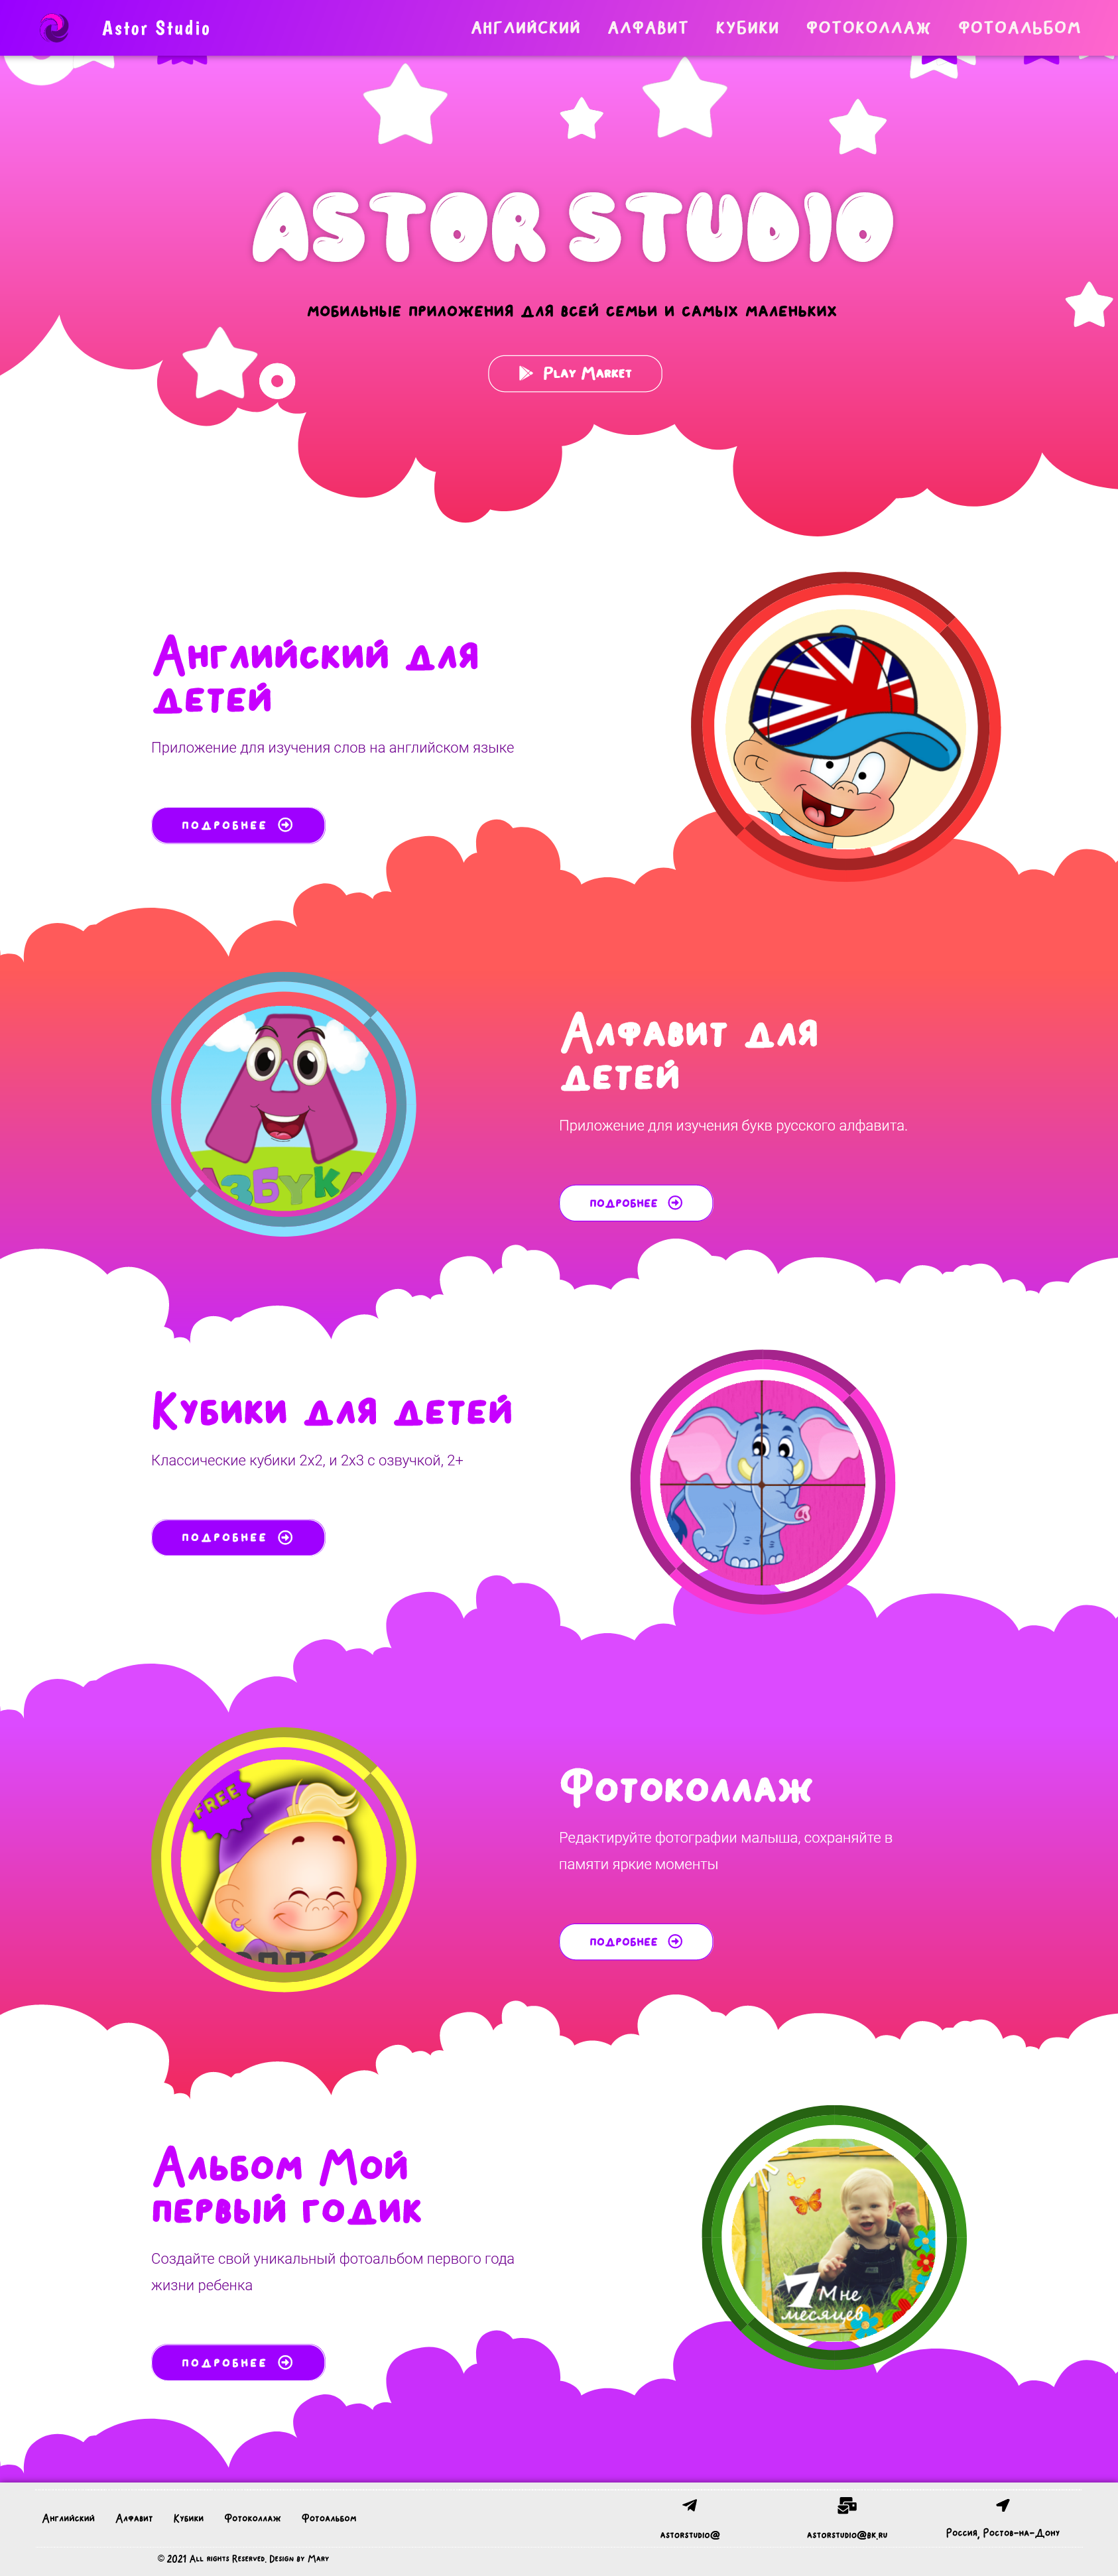 Astor Studio
АНГЛИЙСКИЙ АЛФАВИТ КУБИКИ ФОТОКОЛЛАЖ ФОТОАЛЬБОМ
ASTOR STUDIO
МОБИЛЬНЫЕ ПРИЛОЖЕНИЯ ДЛЯ ВСЕЙ СЕМЬИ И САМЫХ МАЛЕНЬКИХ
Play Market
Английский для
детей
Приложение для изучения слов на английском языке
ПОДРОБНЕЕ
АЗБУКА
Алфавит для
детей
Приложение для изучения букв русского алфавита.
ПОДРОБНЕЕ
Кубики для детей
Классические кубики 2х2, и 2х3 с озвучкой, 2+
ПОДРОБНЕЕ
FREE
Фотоколлаж
Редактируйте фотографии малыша, сохраняйте в
памяти яркие моменты
ПОДРОБНЕЕ
Альбом Мой
первый годик
Создайте свой уникальный фотоальбом первого года
жизни ребенка
ПОДРОБНЕЕ
7 Мне
месяцев
Английский Алфавит Кубики Фотоколлаж Фотоальбом
astorstudio@
astorstudio@bk.ru
Россия, Ростов-на-Дону
© 2021 All rights Reserved. Design by Mary